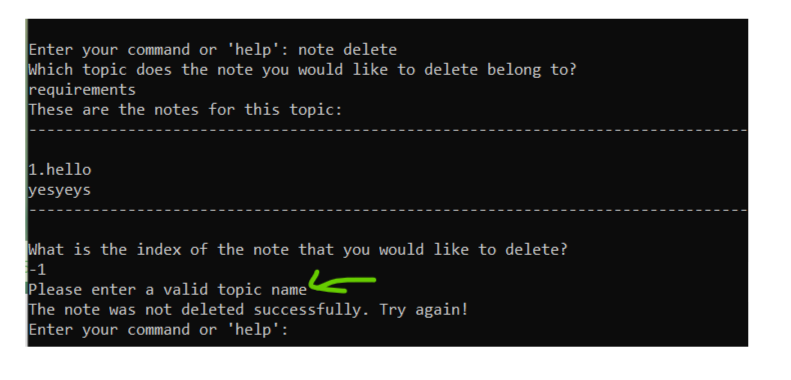 Enter your command or 'help': note delete
Which topic does the note you would like to delete belong to?
requirements
These are the notes for this topic:
--------------------------------------------------------------------------------
1.hello
yesyeys
--------------------------------------------------------------------------------
What is the index of the note that you would like to delete?
-1
Please enter a valid topic name
The note was not deleted successfully. Try again!
Enter your command or 'help':